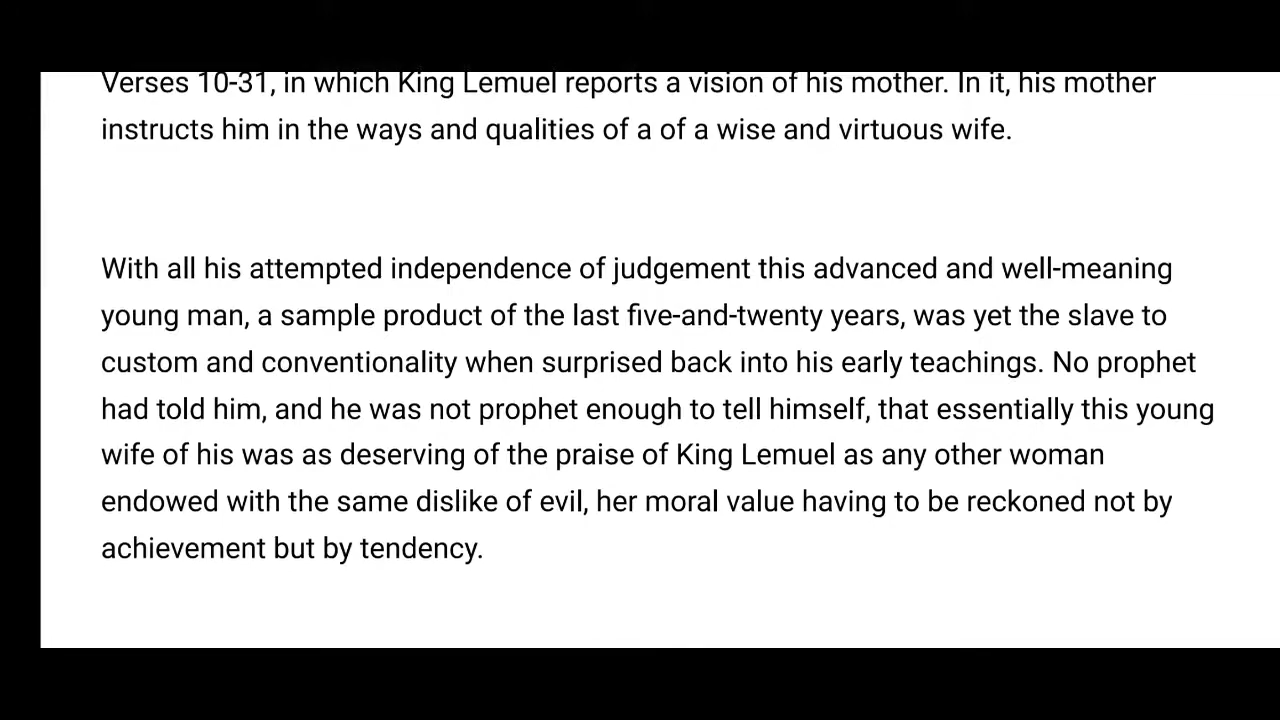 Verses 10-31, in which King Lemuel reports a vision of his mother. In it, his mother
instructs him in the ways and qualities of a of a wise and virtuous wife.
With all his attempted independence of judgement this advanced and well-meaning
young man, a sample product of the last five-and-twenty years, was yet the slave to
custom and conventionality when surprised back into his early teachings. No prophet
had told him, and he was not prophet enough to tell himself, that essentially this young
wife of his was as deserving of the praise of King Lemuel as any other woman
endowed with the same dislike of evil, her moral value having to be reckoned not by
achievement but by tendency.